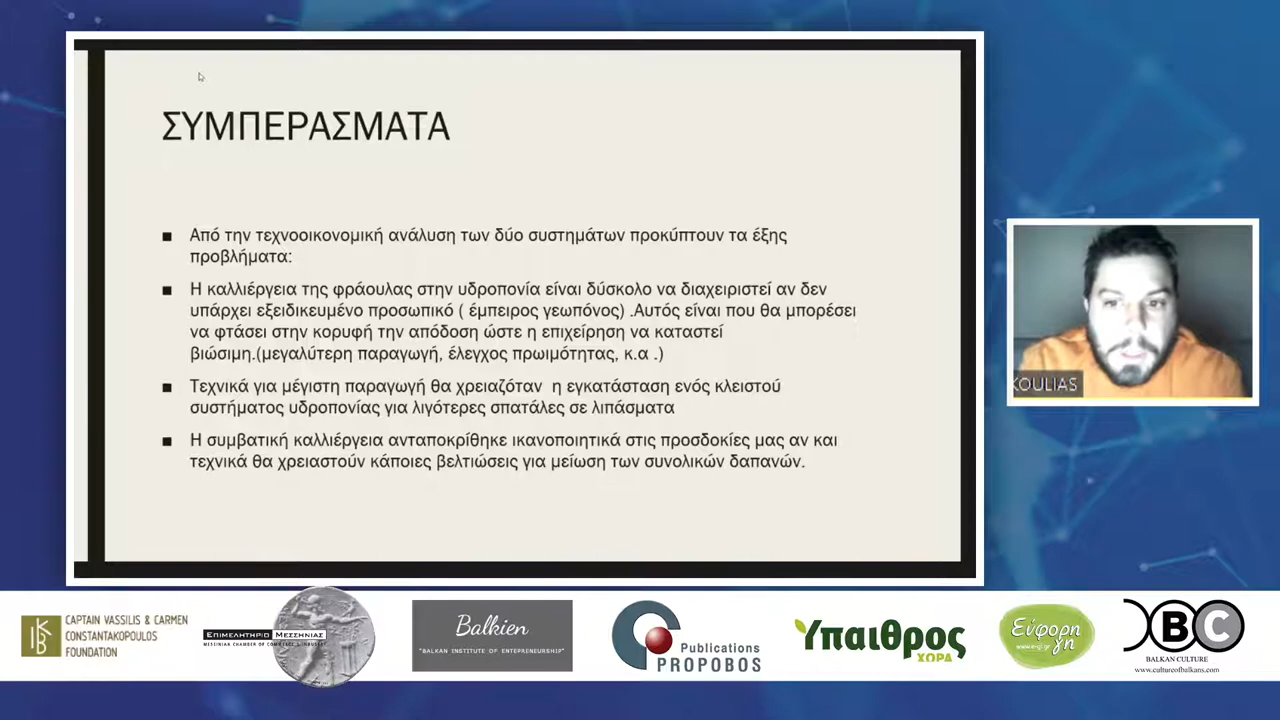 ΣΥΜΠΕΡΑΣΜΑΤΑ
■ Από την τεχνοοικονομική ανάλυση των δύο συστημάτων προκύπτουν τα έξης
προβλήματα:
■ Η καλλιέργεια της φράουλας στην υδροπονία είναι δύσκολο να διαχειριστεί αν δεν
υπάρχει εξειδικευμένο προσωπικό ( έμπειρος γεωπόνος) .Αυτός είναι που θα μπορέσει
να φτάσει στην κορυφή την απόδοση ώστε η επιχείρηση να καταστεί
βιώσιμη.(μεγαλύτερη παραγωγή, έλεγχος πρωιμότητας, κ.α .)
■ Τεχνικά για μέγιστη παραγωγή θα χρειαζόταν  η εγκατάσταση ενός κλειστού
συστήματος υδροπονίας για λιγότερες σπατάλες σε λιπάσματα
■ Η συμβατική καλλιέργεια ανταποκρίθηκε ικανοποιητικά στις προσδοκίες μας αν και
τεχνικά θα χρειαστούν κάποιες βελτιώσεις για μείωση των συνολικών δαπανών.
KOULIAS
CAPTAIN VASSILIS & CARMEN
CONSTANTAKOPOULOS
FOUNDATION
ΕΠΙΜΕΛΗΤΗΡΙΟ ΜΕΣΣΗΝΙΑΣ
MESSINIAN CHAMBER OF COMMERCE & INDUSTRY
Balkien
"BALKAN INSTITUTE OF ENTEPRENEURSHIP"
Publications
PROPOBOS
Ύπαιθρος
ΧΩΡΑ
Εύφορη
γη
www.e-gi.gr
BC
BALKAN CULTURE
www.cultureofbalkans.com